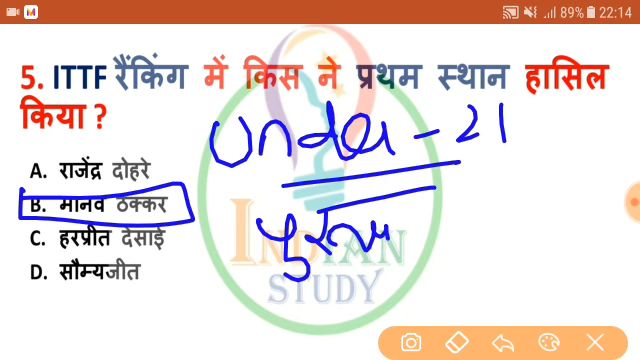 89% 22:14
5. ITTF रैंकिंग में किस ने प्रथम स्थान हासिल
किया ?
Under-21
पुरुष
A. राजेंद्र दोहरे
B. मानव ठक्कर
C. हरप्रीत देसाई
D. सौम्यजीत
INDIAN
STUDY